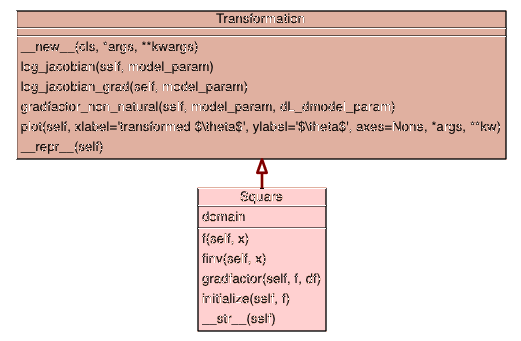 Transformation
__new__(cls, *args, **kwargs)
log_jacobian(self, model_param)
log_jacobian_grad(self, model_param)
gradfactor_non_natural(self, model_param, dL_dmodel_param)
plot(self, xlabel='transformed $\theta$', ylabel='$\theta$', axes=None, *args, **kw)
__repr__(self)
Square
domain
f(self, x)
finv(self, x)
gradfactor(self, f, df)
initialize(self, f)
__str__(self)